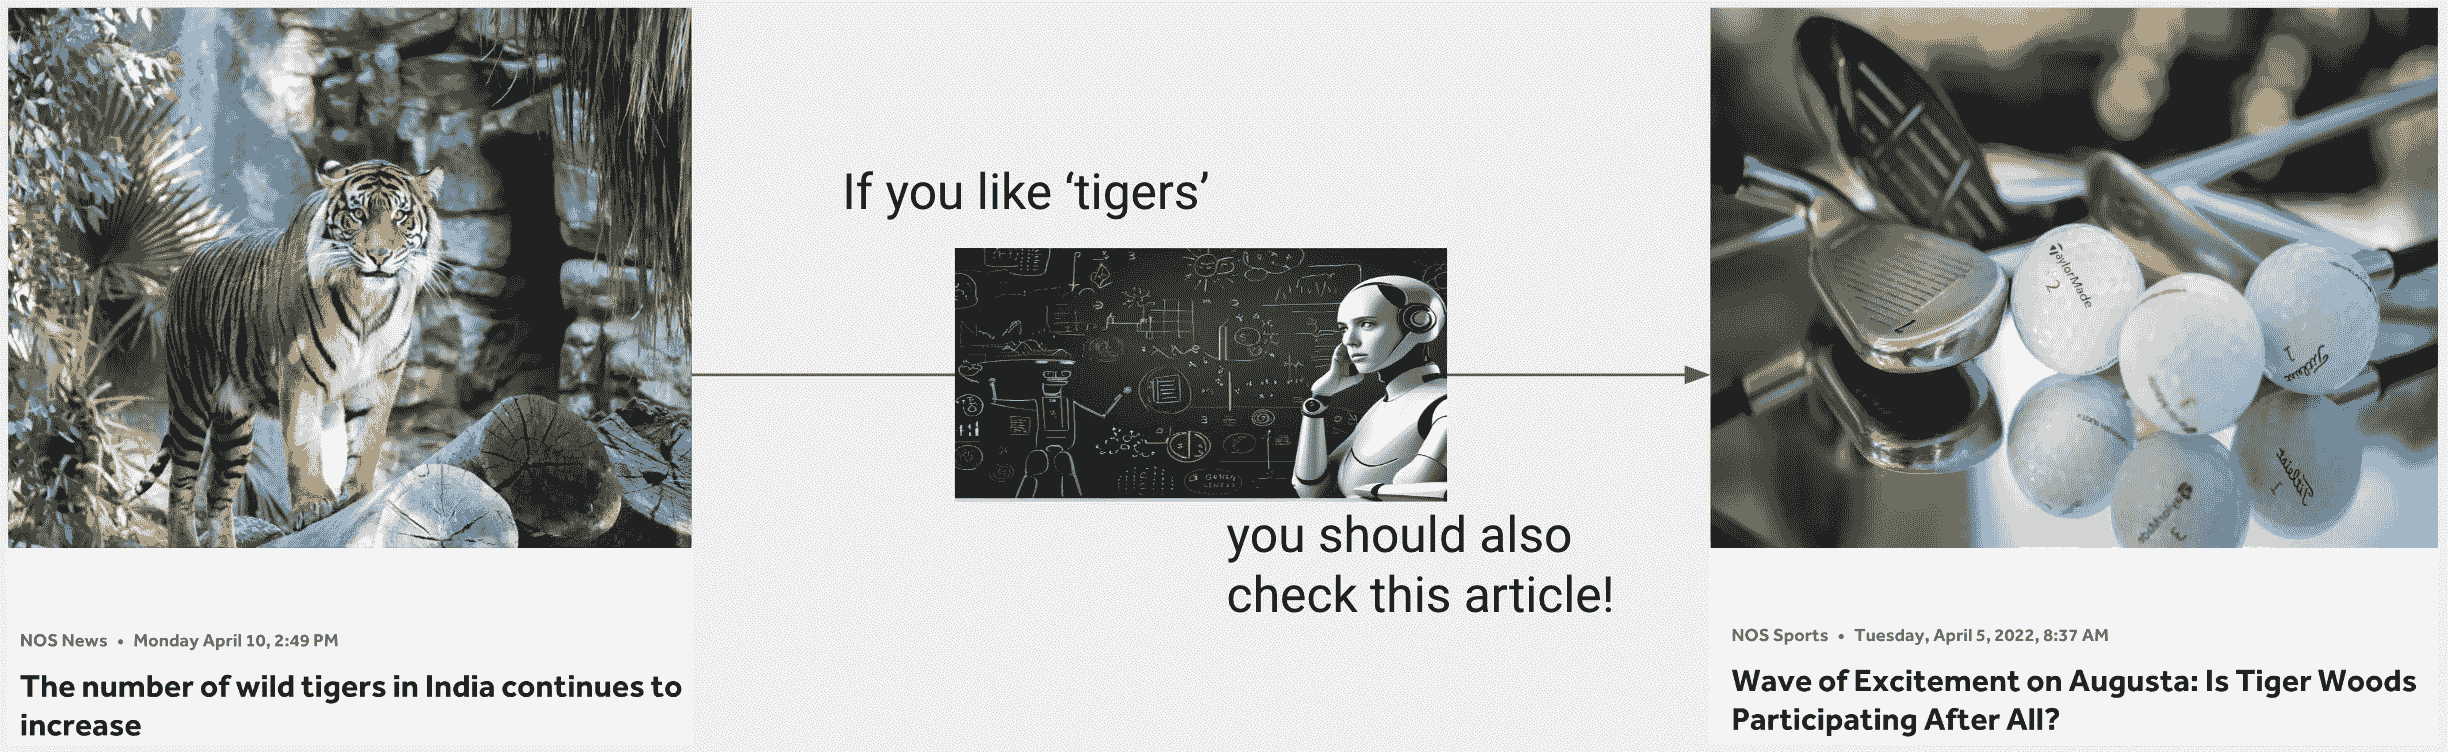 If you like ‘tigers’
you should also
check this article!
NOS News • Monday April 10, 2:49 PM
The number of wild tigers in India continues to
increase
TaylorMade
2
Titleist
1
NOS Sports • Tuesday, April 5, 2022, 8:37 AM
Wave of Excitement on Augusta: Is Tiger Woods
Participating After All?